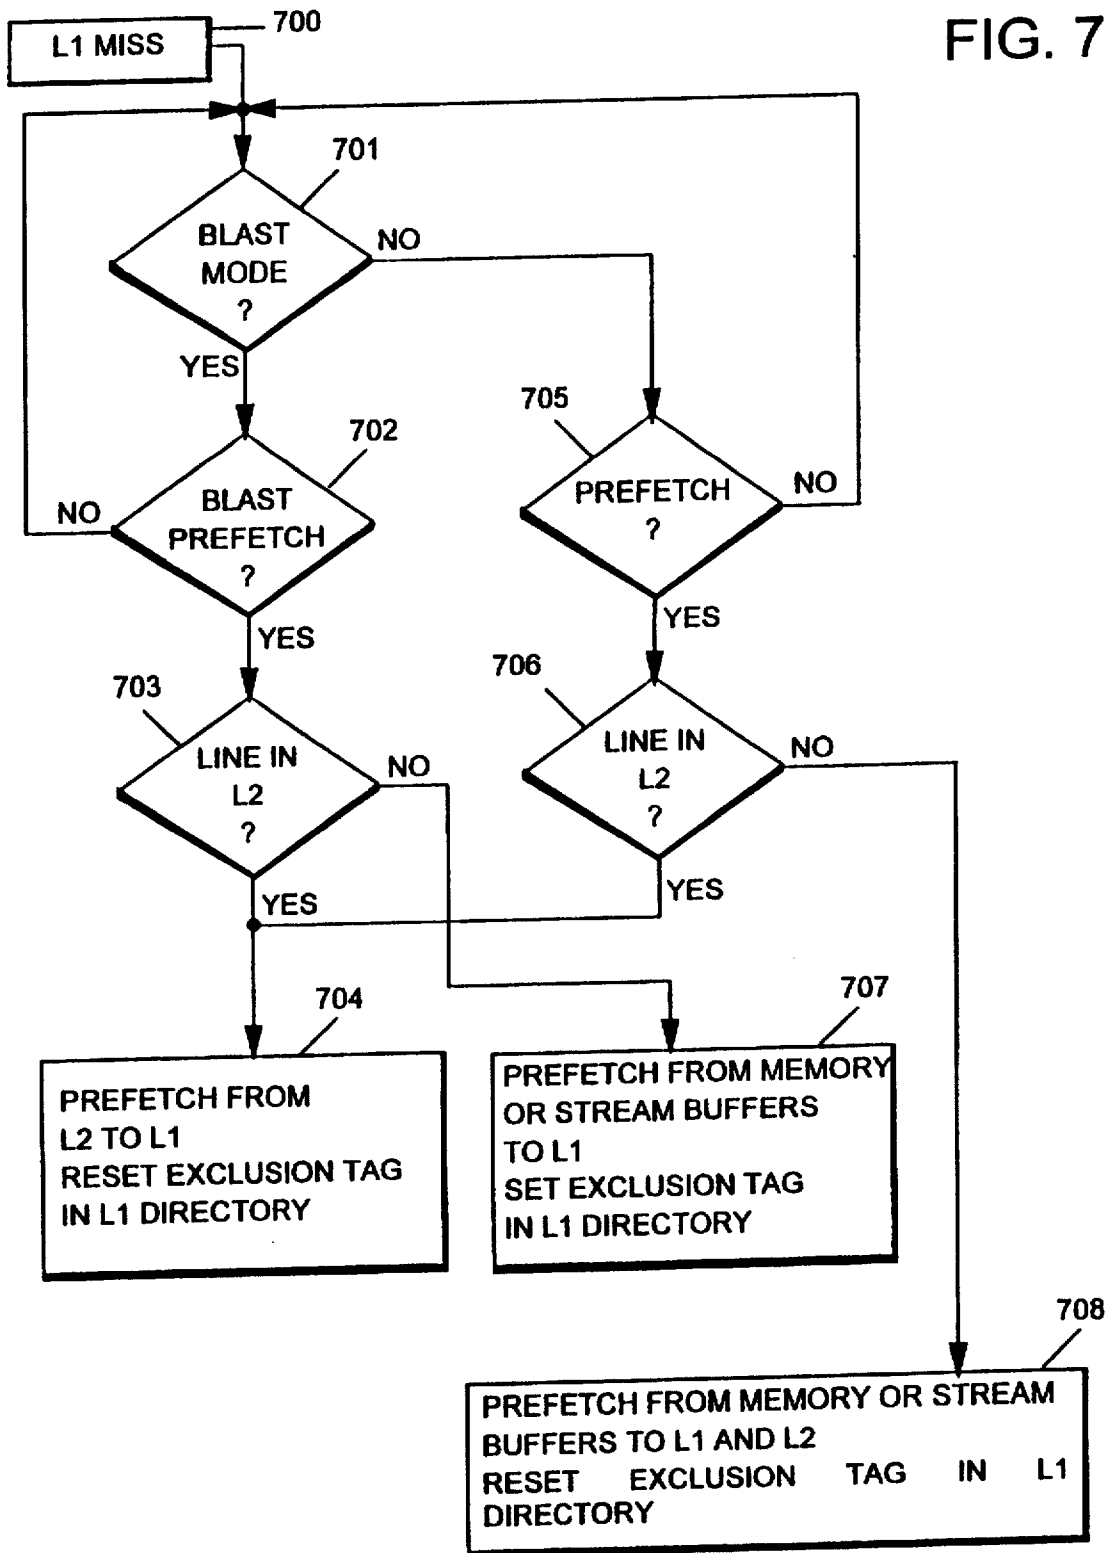 FIG. 7
700
L1 MISS
701
BLAST
MODE
?
NO
YES
702
BLAST
PREFETCH
?
NO
YES
705
PREFETCH
?
NO
YES
703
LINE IN
L2
?
NO
YES
706
LINE IN
L2
?
NO
YES
704
PREFETCH FROM
L2 TO L1
RESET EXCLUSION TAG
IN L1 DIRECTORY
707
PREFETCH FROM MEMORY
OR STREAM BUFFERS
TO L1
SET EXCLUSION TAG
IN L1 DIRECTORY
708
PREFETCH FROM MEMORY OR STREAM
BUFFERS TO L1 AND L2
RESET EXCLUSION TAG IN L1
DIRECTORY